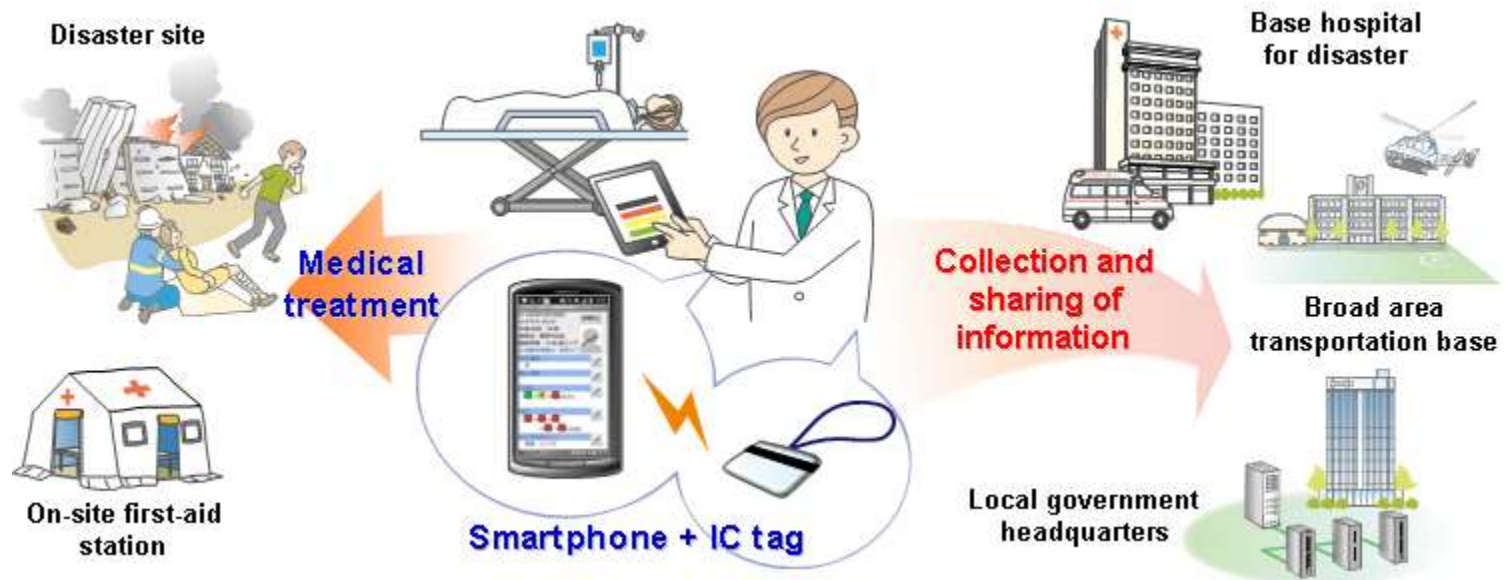 Disaster site
Medical
treatment
On-site first-aid
station
Smartphone + IC tag
Collection and
sharing of
information
Base hospital
for disaster
Broad area
transportation base
Local government
headquarters